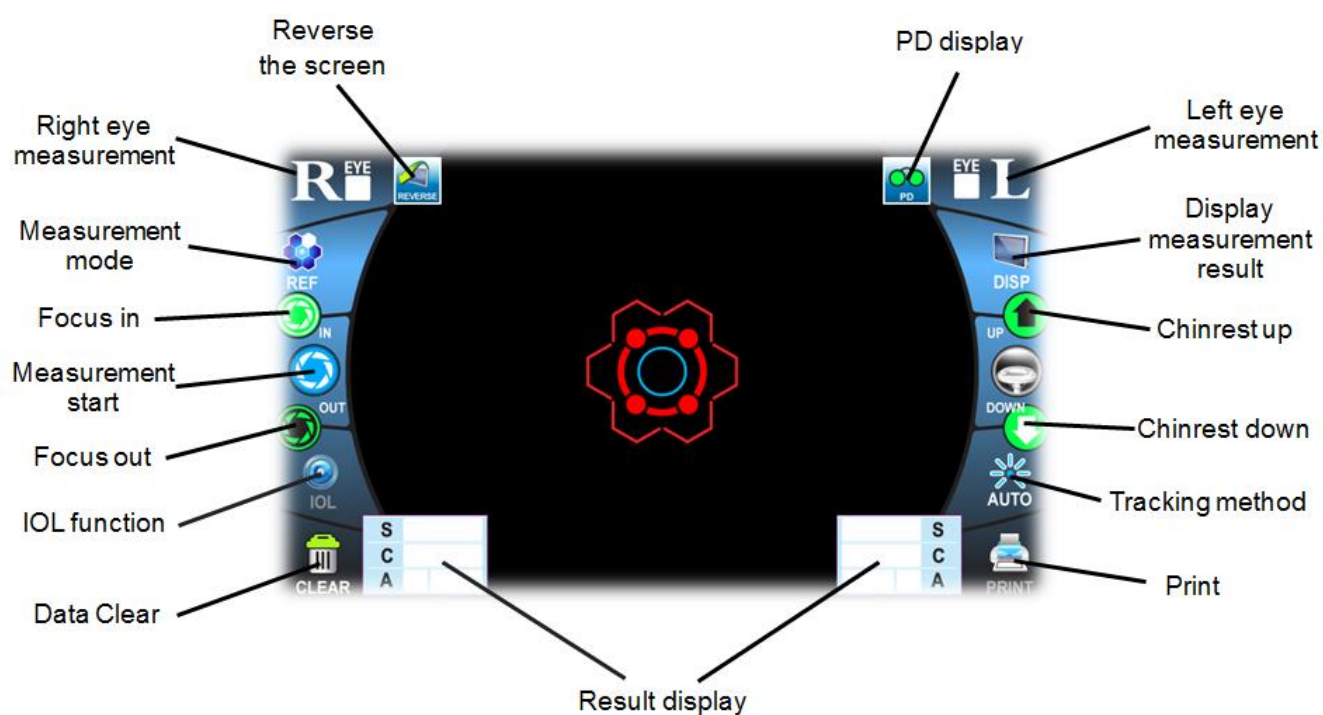 Reverse
the screen
PD display
Right eye
measurement
Left eye
measurement
R EYE
REVERSE
PD
EYE L
Measurement
mode
REF
Display
measurement
result
DISP
Focus in
IN
UP
Chinrest up
Measurement
start
OUT
DOWN
Focus out
Chinrest down
IOL function
IOL
AUTO
Tracking method
S
C
A
S
C
A
CLEAR
PRINT
Data Clear
Print
Result display